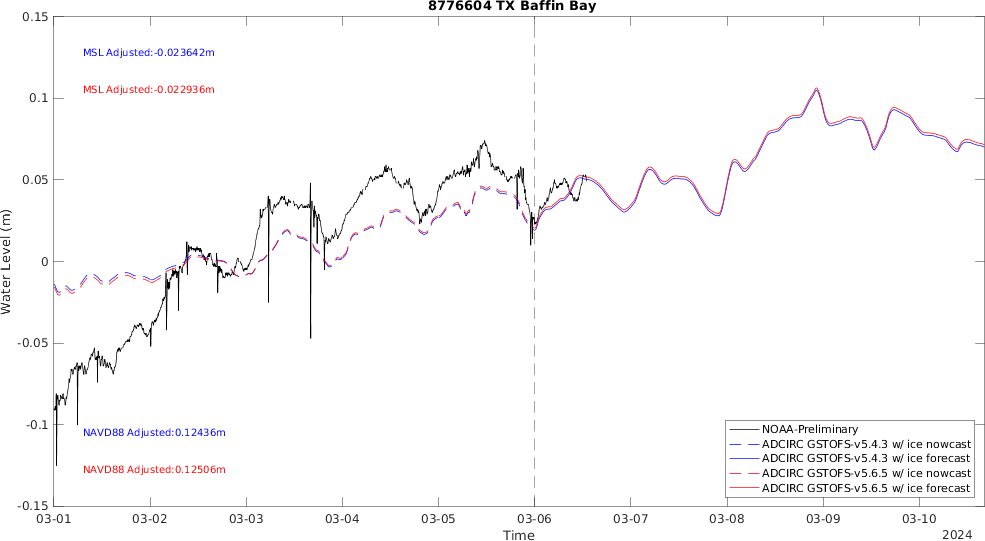 8776604 TX Baffin Bay
MSL Adjusted:-0.023642m
MSL Adjusted:-0.022936m
NAVD88 Adjusted:0.12436m
NAVD88 Adjusted:0.12506m
Water Level (m)
0.15
0.1
0.05
0
-0.05
-0.1
-0.15
NOAA-Preliminary
ADCIRC GSTOFS-v5.4.3 w/ ice nowcast
ADCIRC GSTOFS-v5.4.3 w/ ice forecast
ADCIRC GSTOFS-v5.6.5 w/ ice nowcast
ADCIRC GSTOFS-v5.6.5 w/ ice forecast
03-01 03-02 03-03 03-04 03-05 03-06 03-07 03-08 03-09 03-10
Time
2024